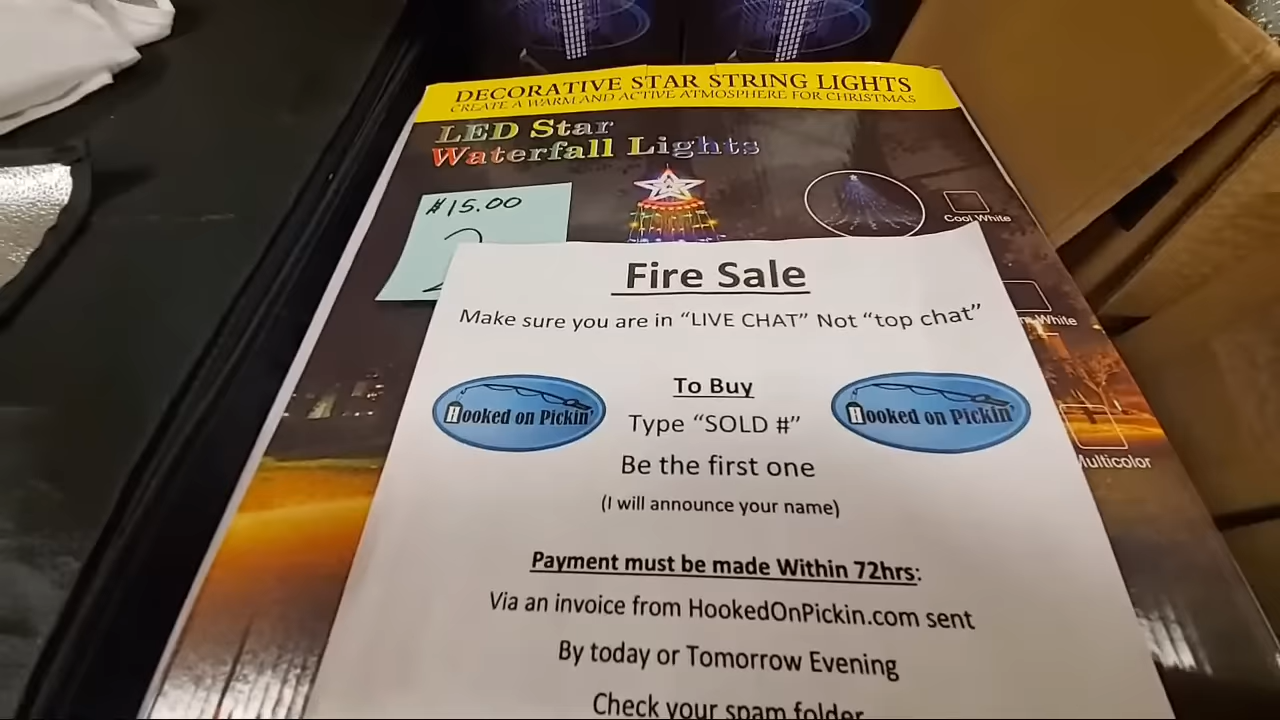 DECORATIVE STAR STRING LIGHTS
CREATE A WARM AND ACTIVE ATMOSPHERE FOR CHRISTMAS
LED Star
Waterfall Lights
$15.00
Cool White
White
Multicolor
Fire Sale
Make sure you are in “LIVE CHAT” Not “top chat”
To Buy
Hooked on Pickin'
Type “SOLD #”
Hooked on Pickin'
Be the first one
(I will announce your name)
Payment must be made Within 72hrs:
Via an invoice from HookedOnPickin.com sent
By today or Tomorrow Evening
Check your spam folder